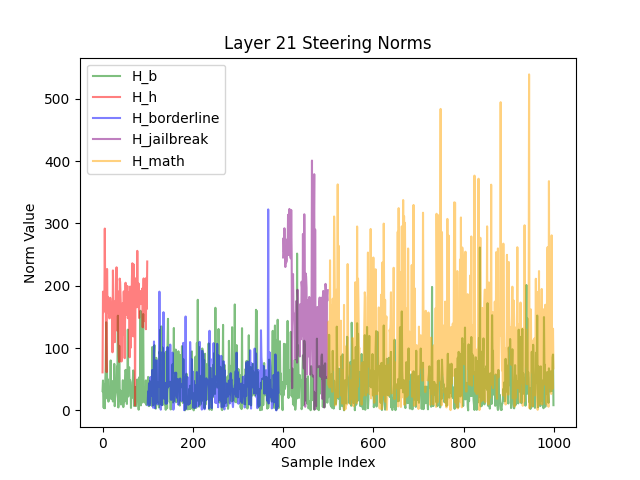 Layer 21 Steering Norms
H_b
H_h
H_borderline
H_jailbreak
H_math
Norm Value
500
400
300
200
100
0
0 200 400 600 800 1000
Sample Index